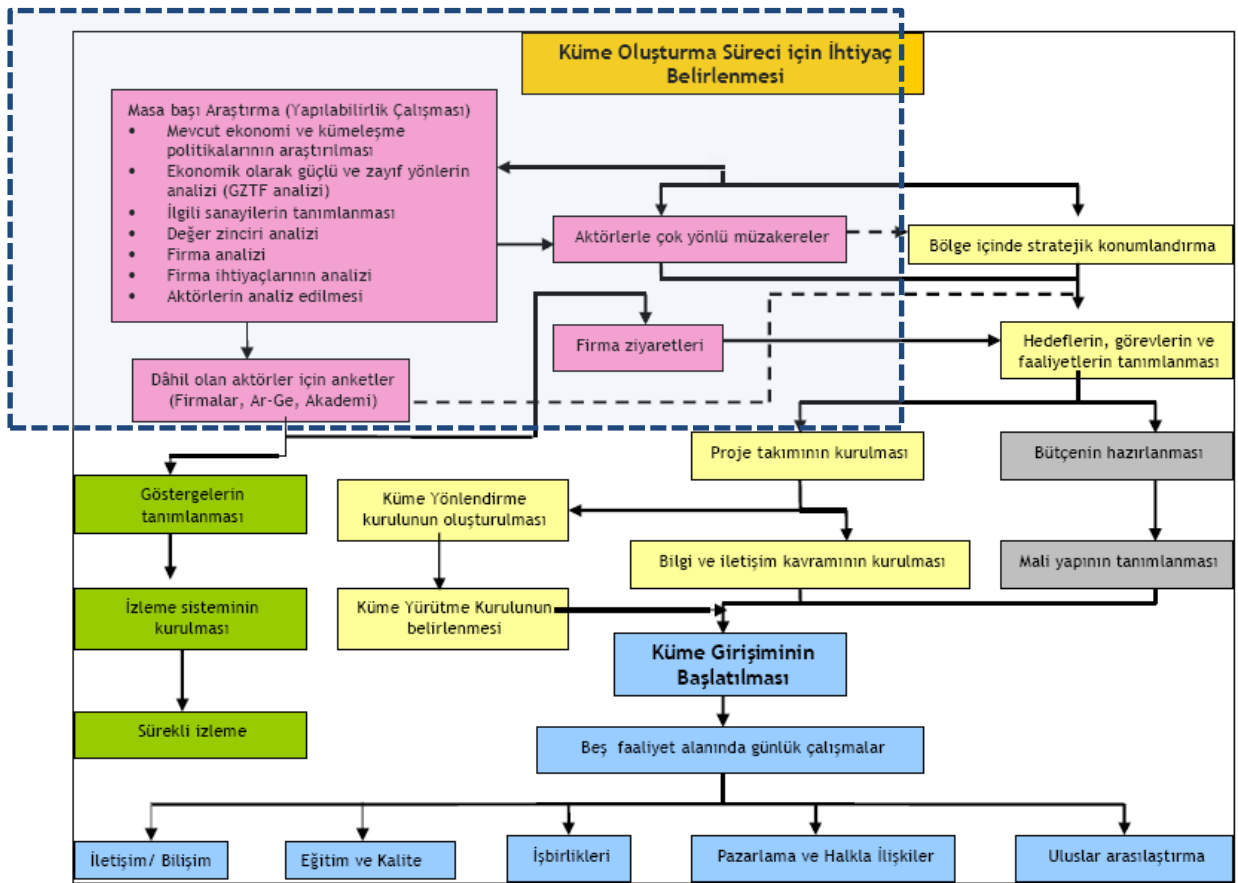 Küme Oluşturma Süreci için İhtiyaç
Belirlenmesi
Masa başı Araştırma (Yapılabilirlik Çalışması)
• Mevcut ekonomi ve kümeleşme
politikalarının araştırılması
• Ekonomik olarak güçlü ve zayıf yönlerin
analizi (GZTF analizi)
• İlgili sanayilerin tanımlanması
• Değer zinciri analizi
• Firma analizi
• Firma ihtiyaçlarının analizi
• Aktörlerin analiz edilmesi
Aktörlerle çok yönlü müzakereler
Bölge içinde stratejik konumlandırma
Firma ziyaretleri
Hedeflerin, görevlerin ve
faaliyetlerin tanımlanması
Dâhil olan aktörler için anketler
(Firmalar, Ar-Ge, Akademi)
Proje takımının kurulması
Bütçenin hazırlanması
Göstergelerin
tanımlanması
Küme Yönlendirme
kurulunun oluşturulması
Bilgi ve iletişim kavramının kurulması
Mali yapının tanımlanması
İzleme sisteminin
kurulması
Küme Yürütme Kurulunun
belirlenmesi
Küme Girişiminin
Başlatılması
Sürekli izleme
Beş faaliyet alanında günlük çalışmalar
İletişim/ Bilişim
Eğitim ve Kalite
İşbirlikleri
Pazarlama ve Halkla İlişkiler
Uluslar arasılaştırma